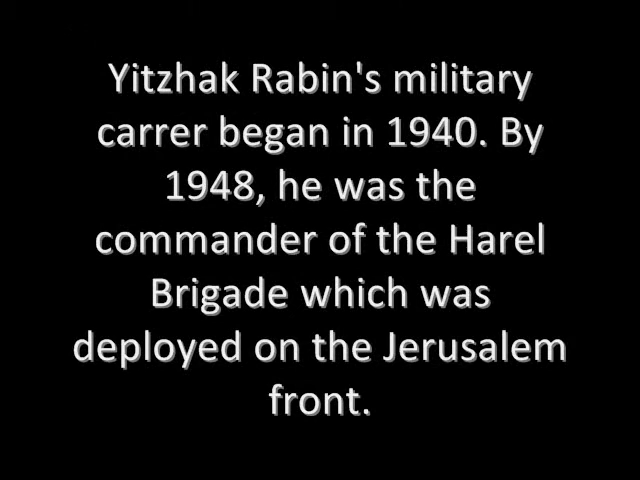 Yitzhak Rabin's military
carrer began in 1940. By
1948, he was the
commander of the Harel
Brigade which was
deployed on the Jerusalem
front.